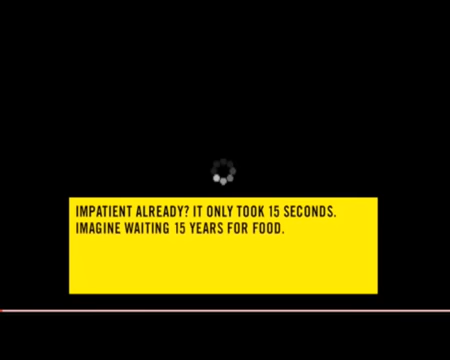 IMPATIENT ALREADY? IT ONLY TOOK 15 SECONDS.
IMAGINE WAITING 15 YEARS FOR FOOD.